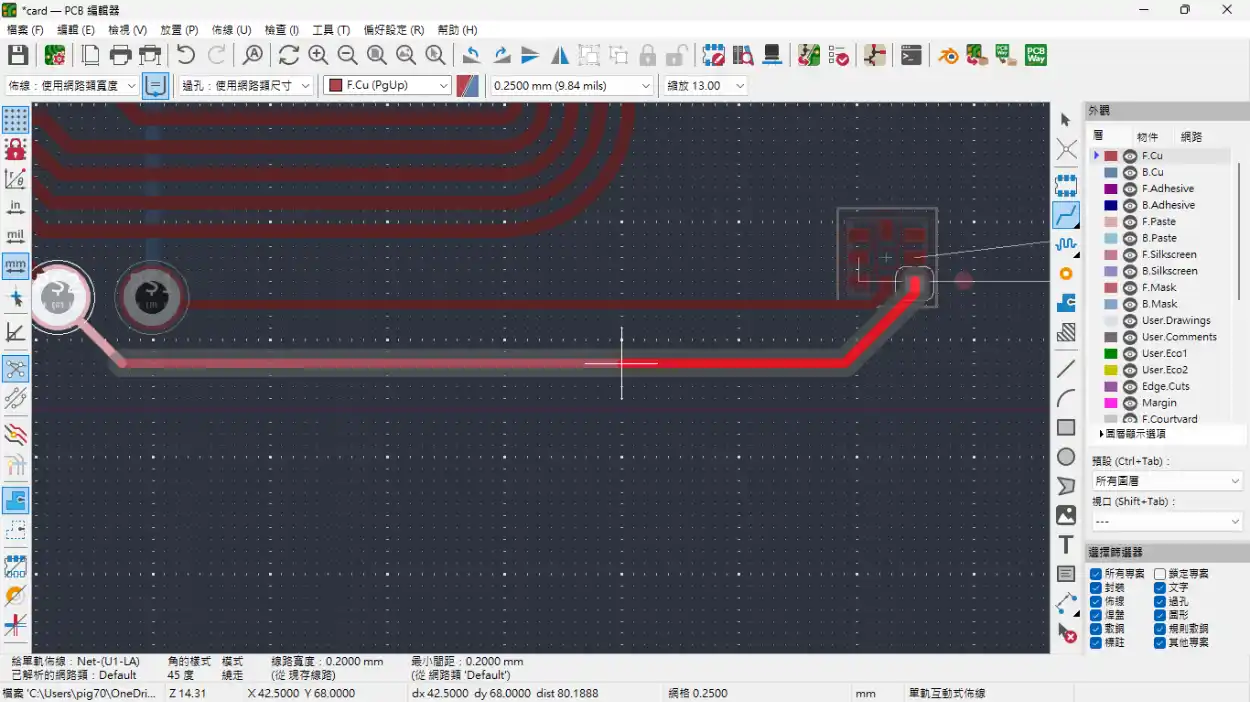 *card — PCB 編輯器
檔案 (F) 編輯 (E) 檢視 (V) 放置 (P) 佈線 (U) 檢查 (I) 工具 (T) 偏好設定 (R) 幫助 (H)
PCB Way
佈線：使用網路類寬度 過孔：使用網路類尺寸 F.Cu (PgUp) 0.2500 mm (9.84 mils) 縮放 13.00
in
mil
mm
外觀
層 物件 網路
F.Cu
B.Cu
F.Adhesive
B.Adhesive
F.Paste
B.Paste
F.Silkscreen
B.Silkscreen
F.Mask
B.Mask
User.Drawings
User.Comments
User.Eco1
User.Eco2
Edge.Cuts
Margin
F.Courtyard
圖層顯示選項
預設 (Ctrl+Tab)：
所有圖層
視口 (Shift+Tab)：
---
選擇篩選器
所有專案 鎖定專案
封裝 文字
佈線 過孔
焊盤 圖形
敷銅 規則敷銅
標註 其他專案
給單軌佈線：Net-(U1-LA) 角的樣式 模式 線路寬度：0.2000 mm 最小間距：0.2000 mm
已解析的網路類：Default 45 度 繞走 (從 現存線路) (從 網路類 'Default')
檔案 'C:\Users\pig70\OneDri... Z 14.31 X 42.5000 Y 68.0000 dx 42.5000 dy 68.0000 dist 80.1888 網格 0.2500 mm 單軌互動式佈線